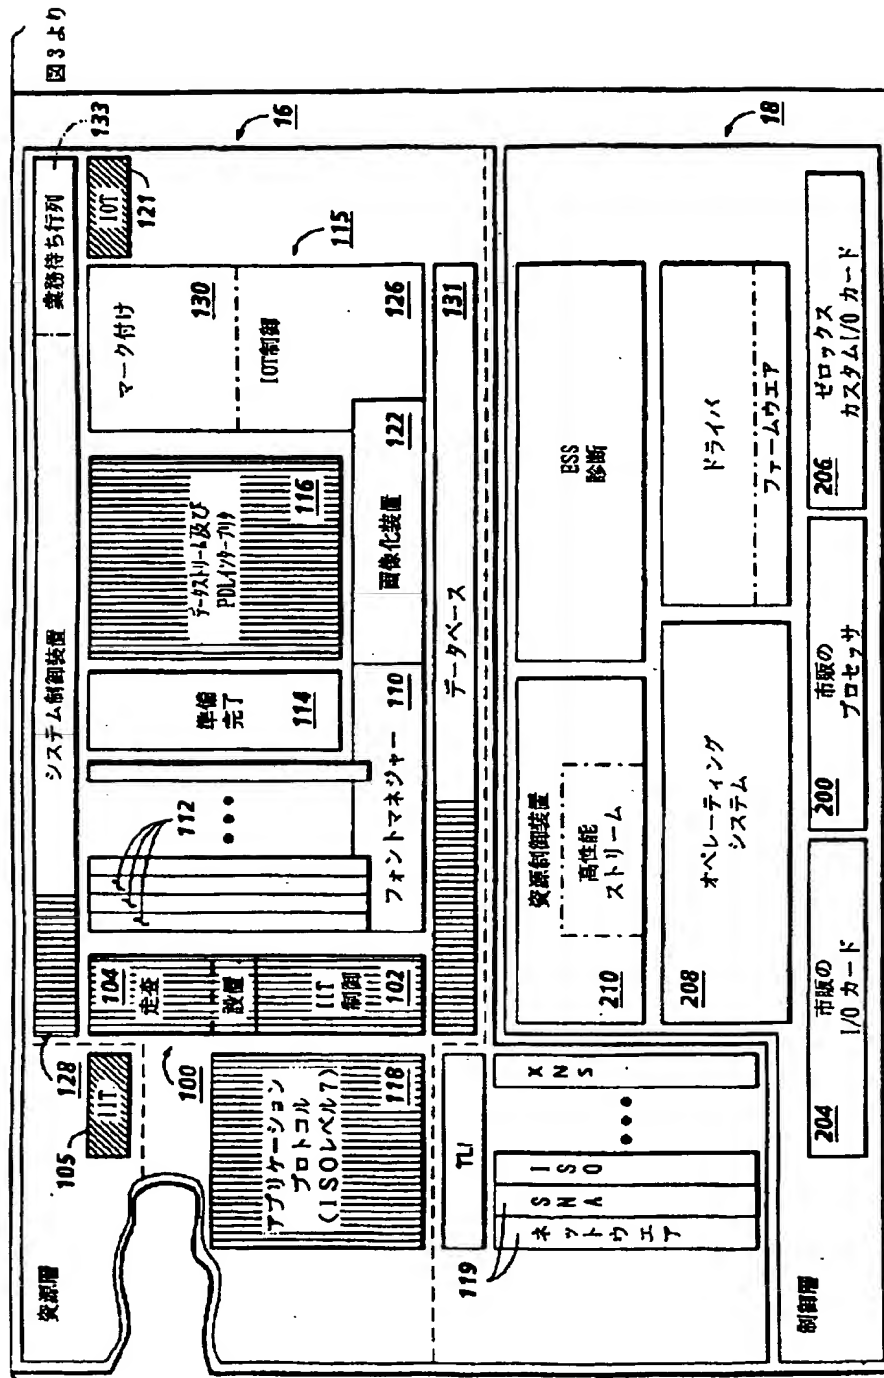 図3より
資源層
105
IIT
128
システム制御装置
業務待ち行列
133
100
104
走査
設置
IIT
制御
102
112
•••
フォントマネジャー
110
準備
完了
114
データストリーム及び
PDLインタープリタ
116
画像化装置
122
マーク付け
130
IOT制御
126
IOT
121
115
16
アプリケーション
プロトコル
(ISOレベル7)
118
データベース
131
TLI
119
ネットウエア
SNA
ISO
•••
XNS
資源制御装置
高性能
ストリーム
210
ESS
診断
オペレーティング
システム
208
ドライバ
ファームウエア
18
制御層
市販の
I/Oカード
204
市販の
プロセッサ
200
ゼロックス
カスタムI/Oカード
206